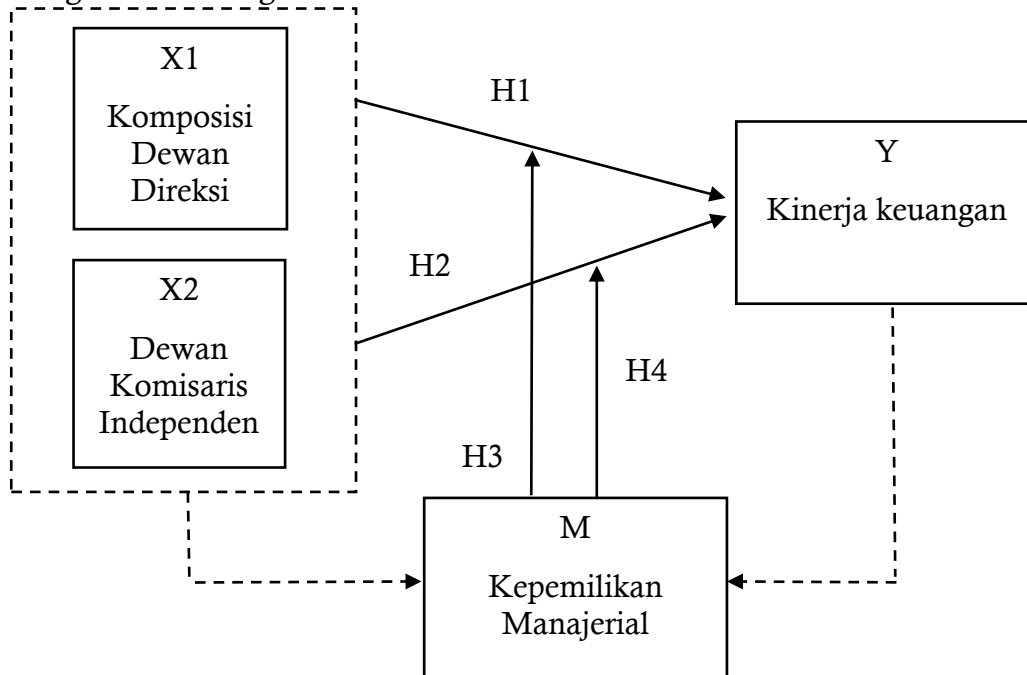 X1
Komposisi
Dewan
Direksi
X2
Dewan
Komisaris
Independen
H1
H2
H3
H4
Y
Kinerja keuangan
M
Kepemilikan
Manajerial